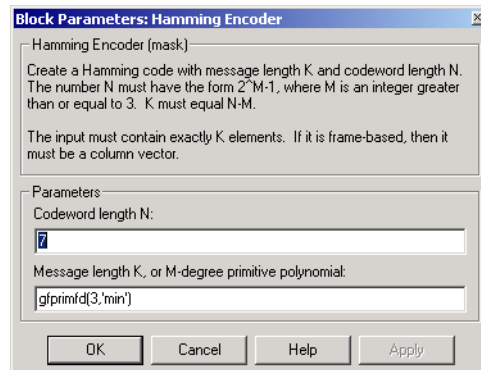 Block Parameters: Hamming Encoder
Hamming Encoder (mask)
Create a Hamming code with message length K and codeword length N.
The number N must have the form 2^M-1, where M is an integer greater
than or equal to 3. K must equal N-M.
The input must contain exactly K elements. If it is frame-based, then it
must be a column vector.
Parameters
Codeword length N:
7
Message length K, or M-degree primitive polynomial:
gfprimfd(3,'min')
OK Cancel Help Apply